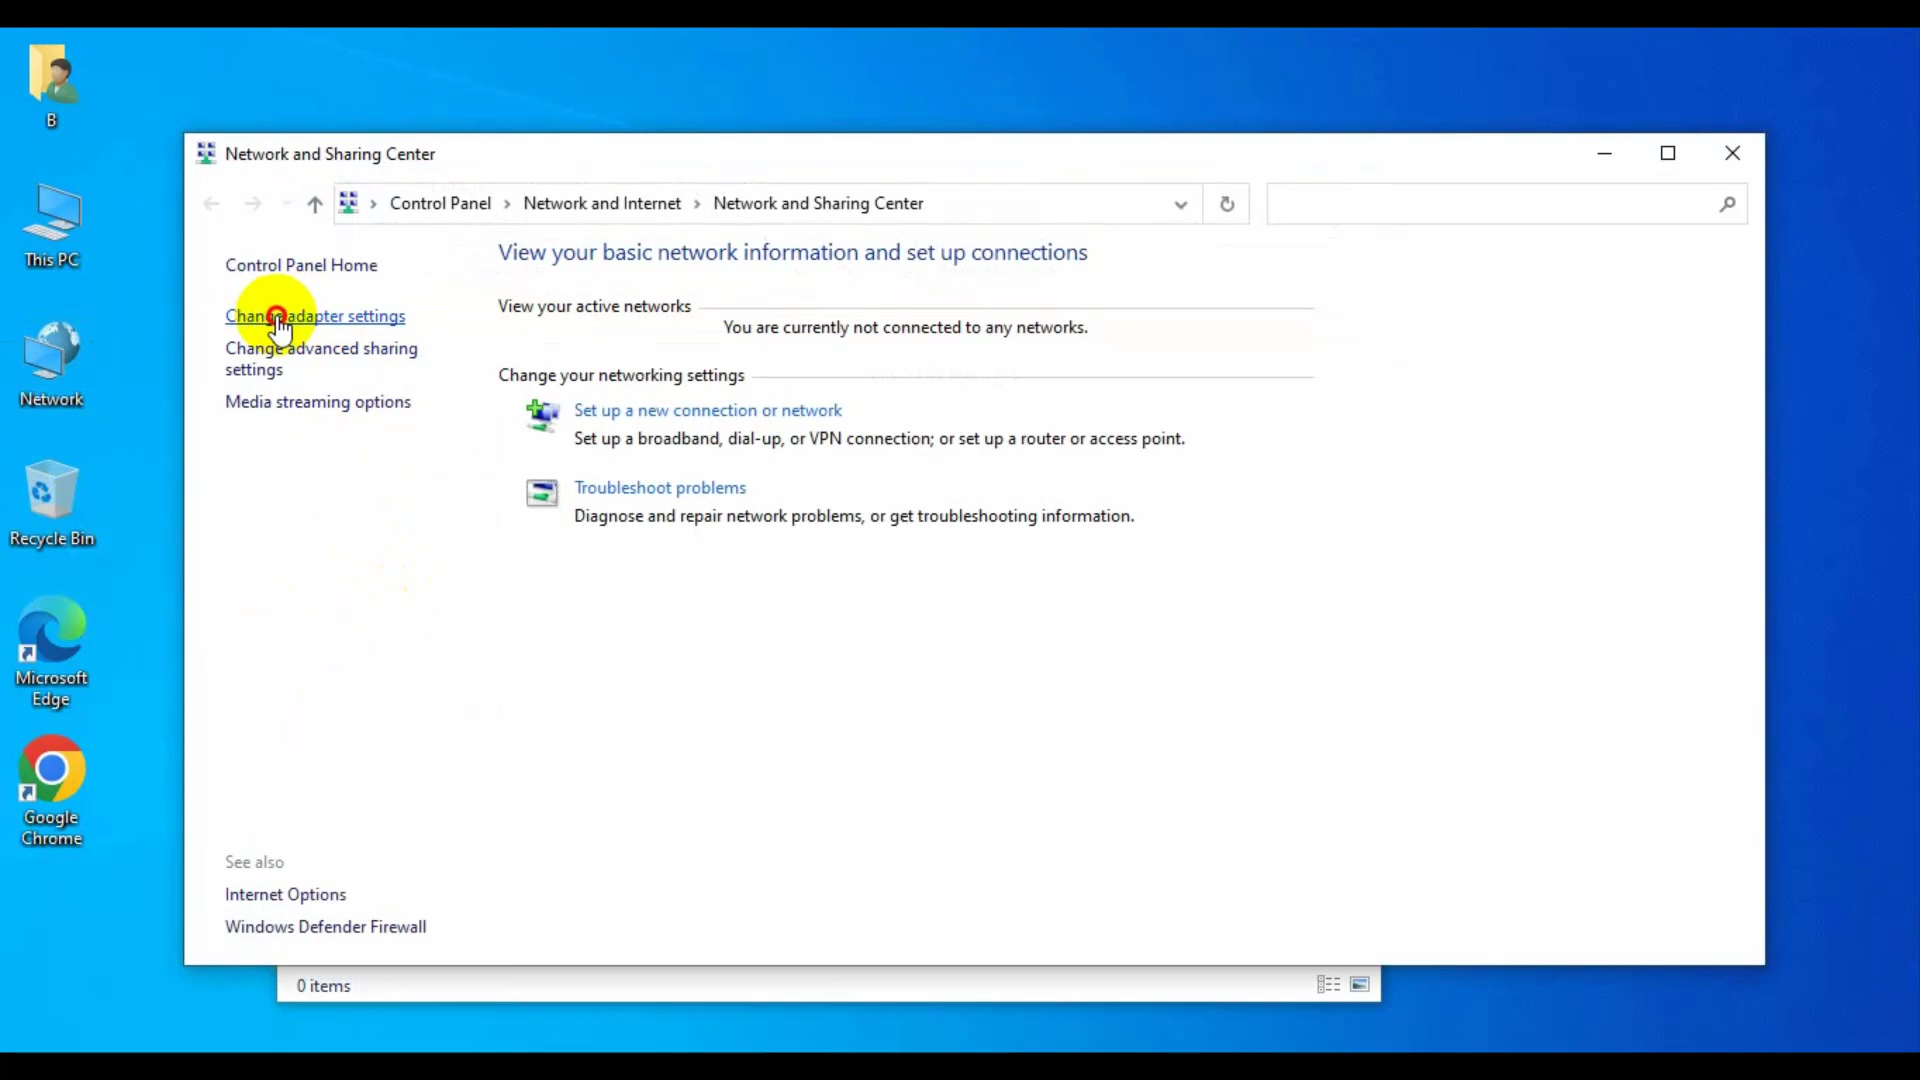 B
This PC
Network
Recycle Bin
Microsoft
Edge
Google
Chrome
Network and Sharing Center
Control Panel > Network and Internet > Network and Sharing Center
Control Panel Home
Change adapter settings
Change advanced sharing
settings
Media streaming options
See also
Internet Options
Windows Defender Firewall
View your basic network information and set up connections
View your active networks
You are currently not connected to any networks.
Change your networking settings
Set up a new connection or network
Set up a broadband, dial-up, or VPN connection; or set up a router or access point.
Troubleshoot problems
Diagnose and repair network problems, or get troubleshooting information.
0 items